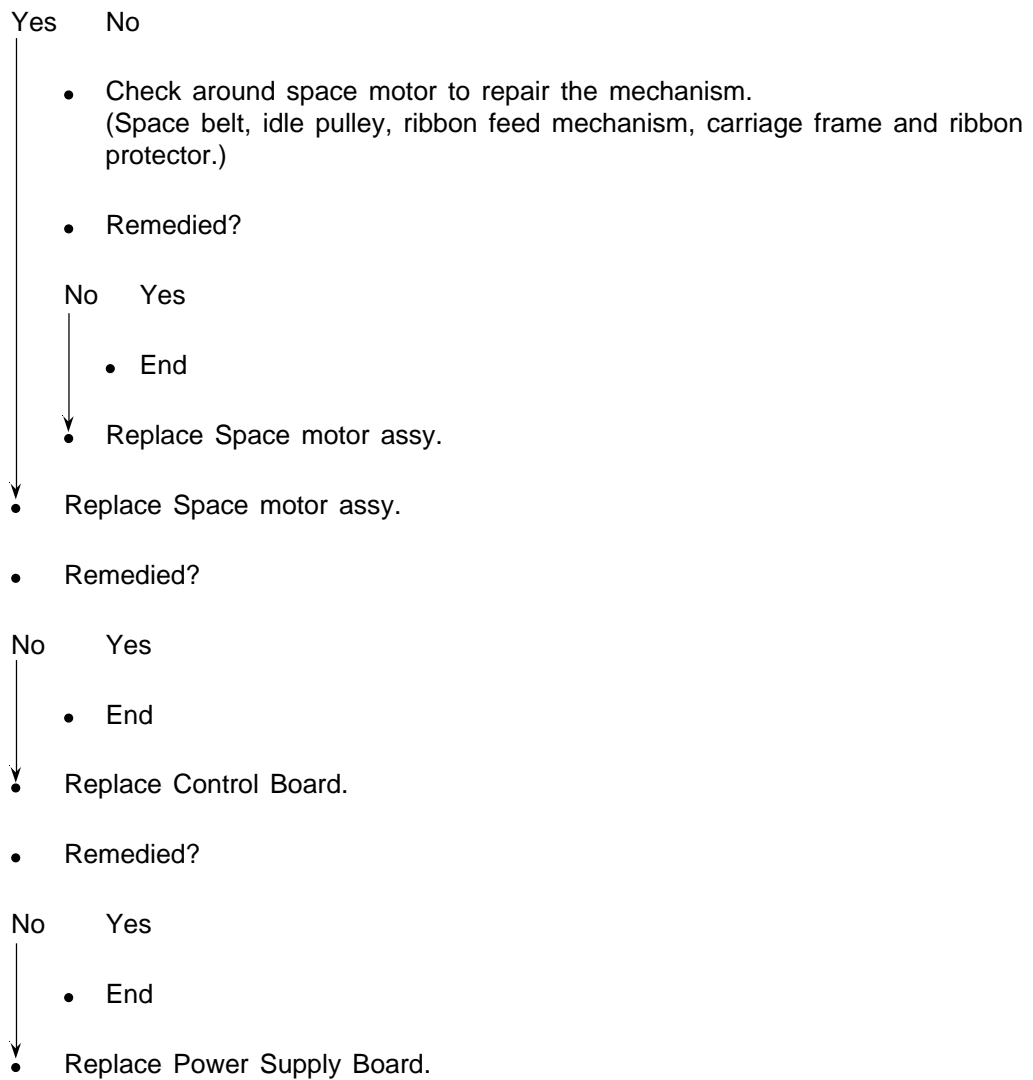 Yes No
Check around space motor to repair the mechanism.
(Space belt, idle pulley, ribbon feed mechanism, carriage frame and ribbon
protector.)
Remedied?
No Yes
End
Replace Space motor assy.
Replace Space motor assy.
Remedied?
No Yes
End
Replace Control Board.
Remedied?
No Yes
End
Replace Power Supply Board.